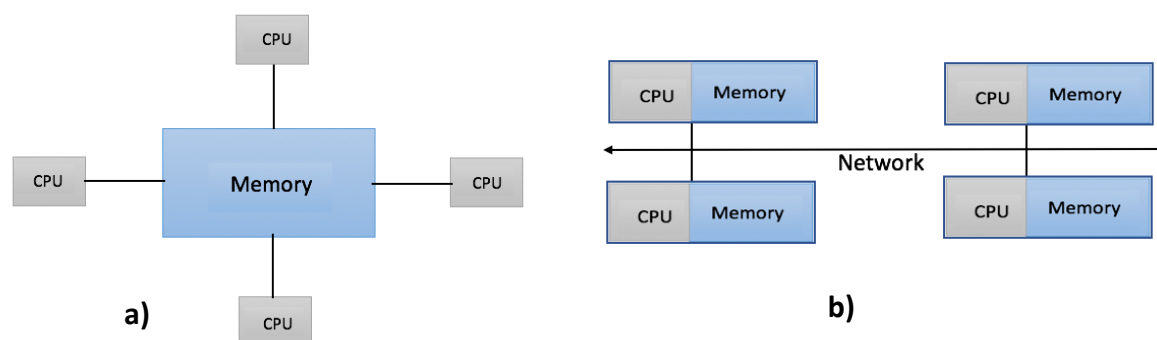 CPU
CPU
Memory
CPU
CPU
a)
CPU Memory
CPU Memory
Network
CPU Memory
CPU Memory
b)